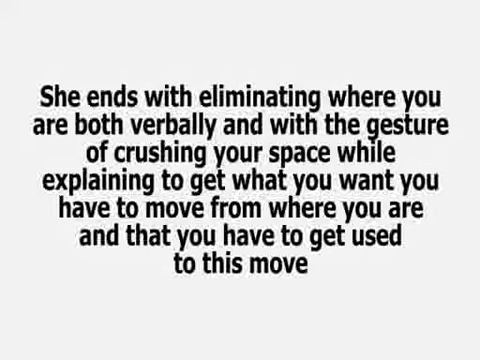 She ends with eliminating where you
are both verbally and with the gesture
of crushing your space while
explaining to get what you want you
have to move from where you are
and that you have to get used
to this move